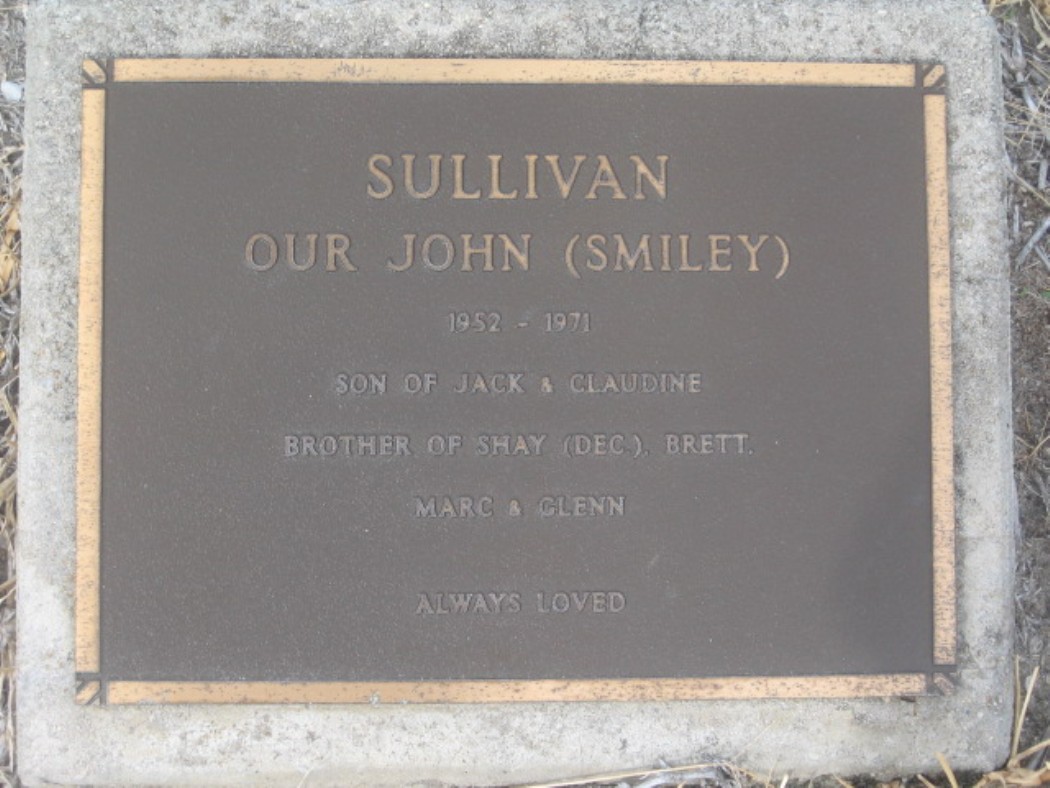 SULLIVAN
OUR JOHN (SMILEY)
1952 - 1971
SON OF JACK & CLAUDINE
BROTHER OF SHAY (DEC.), BRETT,
MARC & GLENN
ALWAYS LOVED